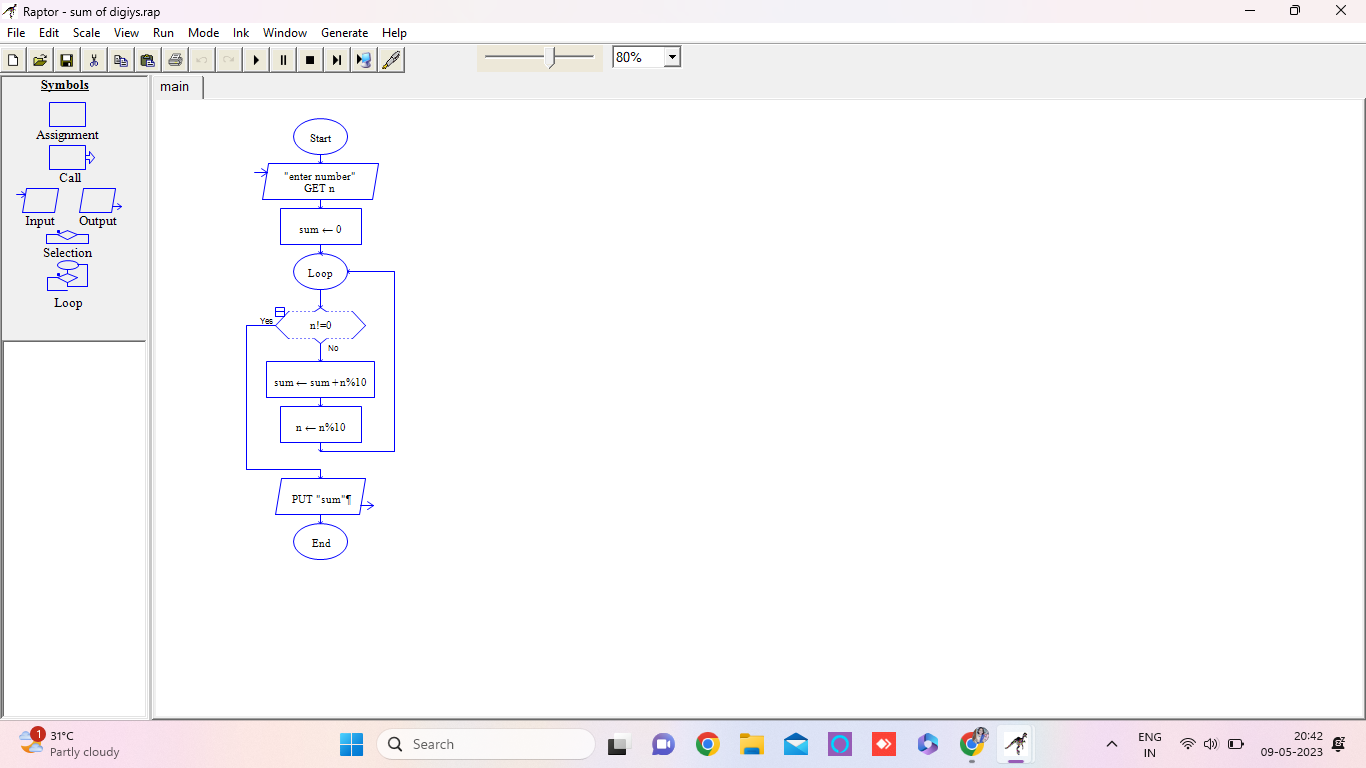 Raptor - sum of digiys.rap
File Edit Scale View Run Mode Ink Window Generate Help
80%
Symbols
Assignment
Call
Input Output
Selection
Loop
main
Start
"enter number"
GET n
sum ← 0
Loop
Yes
n!=0
No
sum ← sum+n%10
n ← n%10
PUT "sum"¶
End
1
31°C
Partly cloudy
Search
ENG
IN
20:42
09-05-2023